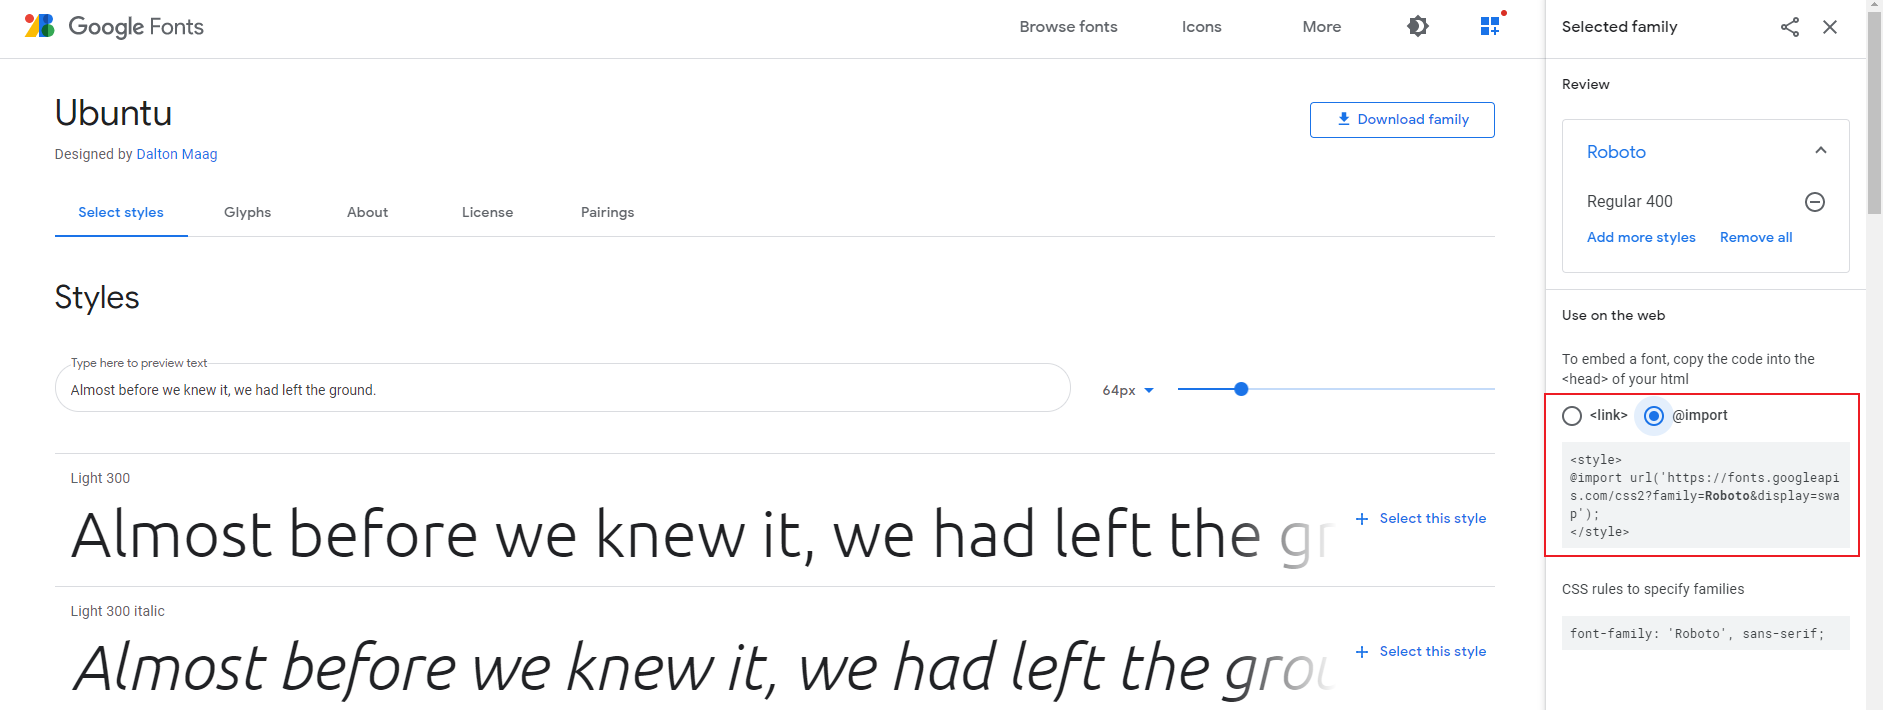 Google Fonts
Browse fonts
Icons
More
Ubuntu
Designed by Dalton Maag
Download family
Select styles
Glyphs
About
License
Pairings
Styles
Type here to preview text
Almost before we knew it, we had left the ground.
64px
Light 300
Almost before we knew it, we had left the gr
Select this style
Light 300 italic
Almost before we knew it, we had left the grou
Select this style
Selected family
Review
Roboto
Regular 400
Add more styles
Remove all
Use on the web
To embed a font, copy the code into the
<head> of your html
<link>
@import
<style>
@import url('https://fonts.googleapi
s.com/css2?family=Roboto&display=swa
p');
</style>
CSS rules to specify families
font-family: 'Roboto', sans-serif;